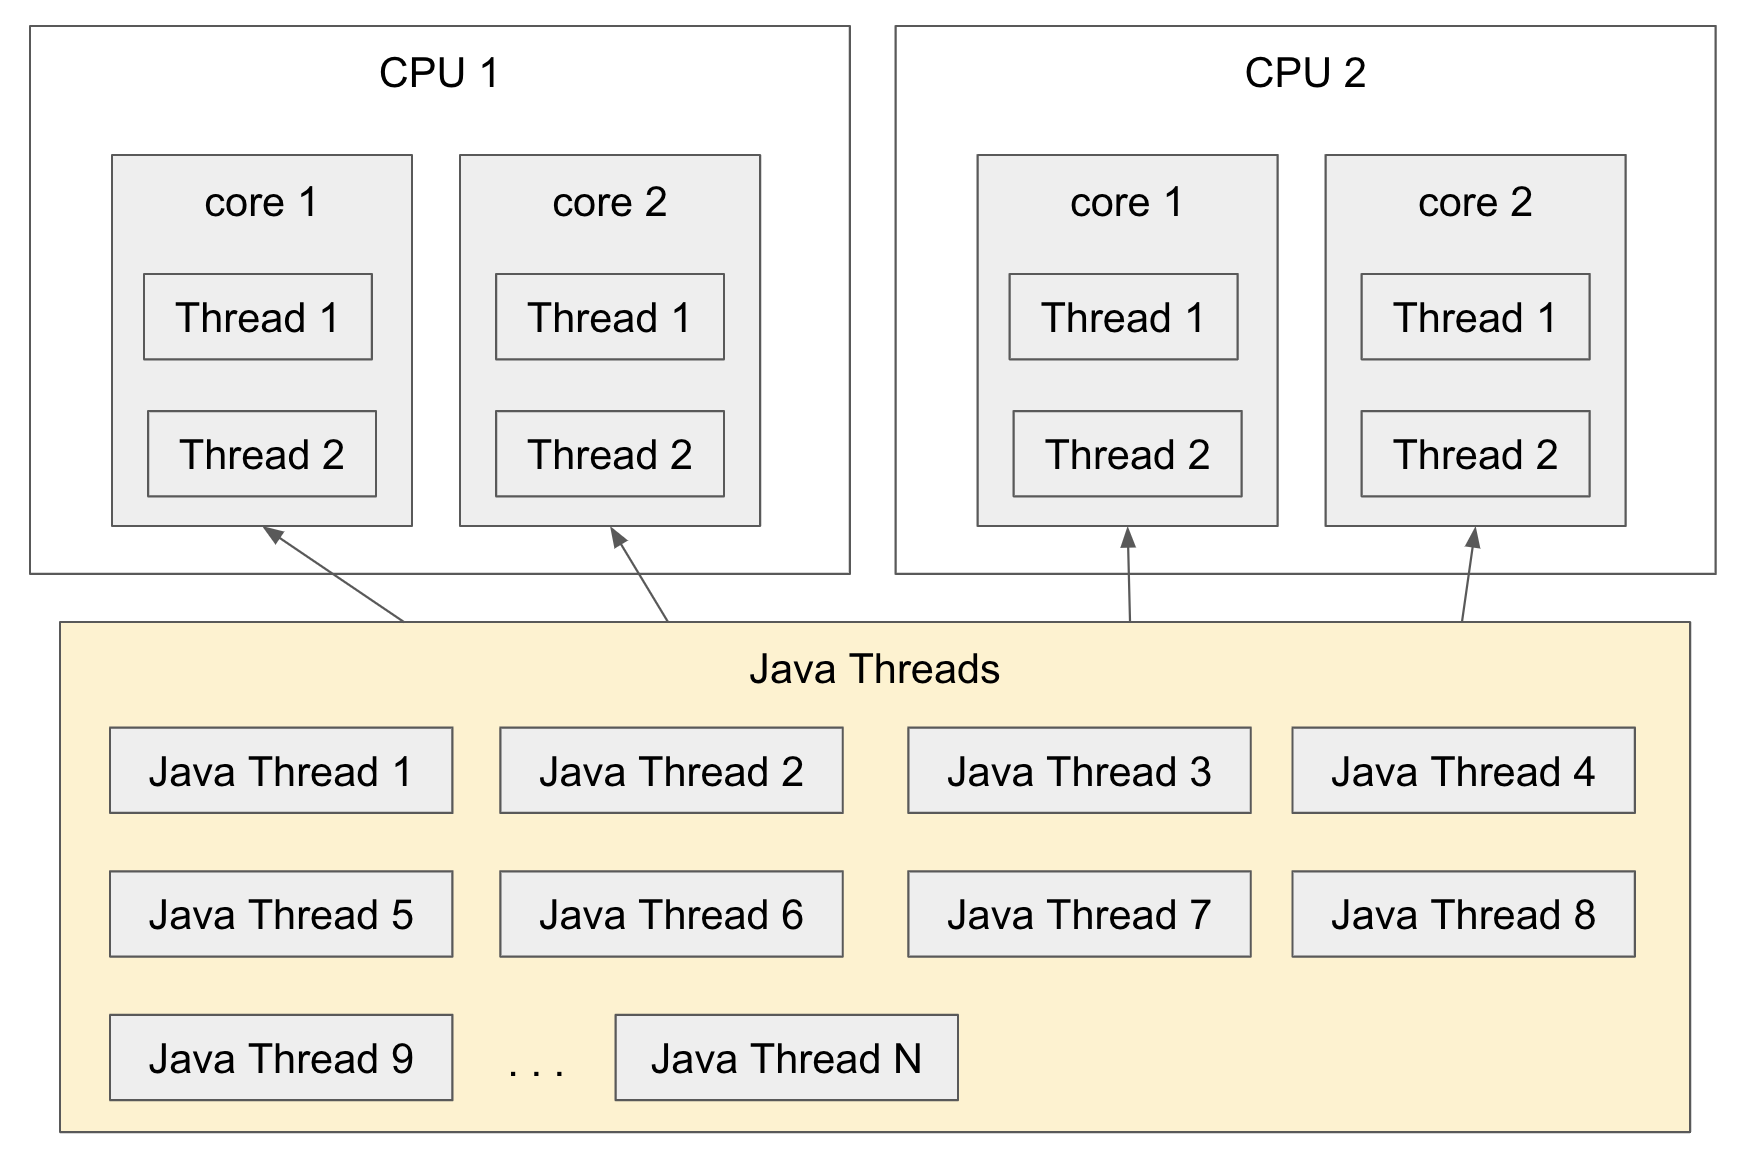 CPU 1
core 1
Thread 1
Thread 2
core 2
Thread 1
Thread 2
CPU 2
core 1
Thread 1
Thread 2
core 2
Thread 1
Thread 2
Java Threads
Java Thread 1
Java Thread 2
Java Thread 3
Java Thread 4
Java Thread 5
Java Thread 6
Java Thread 7
Java Thread 8
Java Thread 9
. . .
Java Thread N